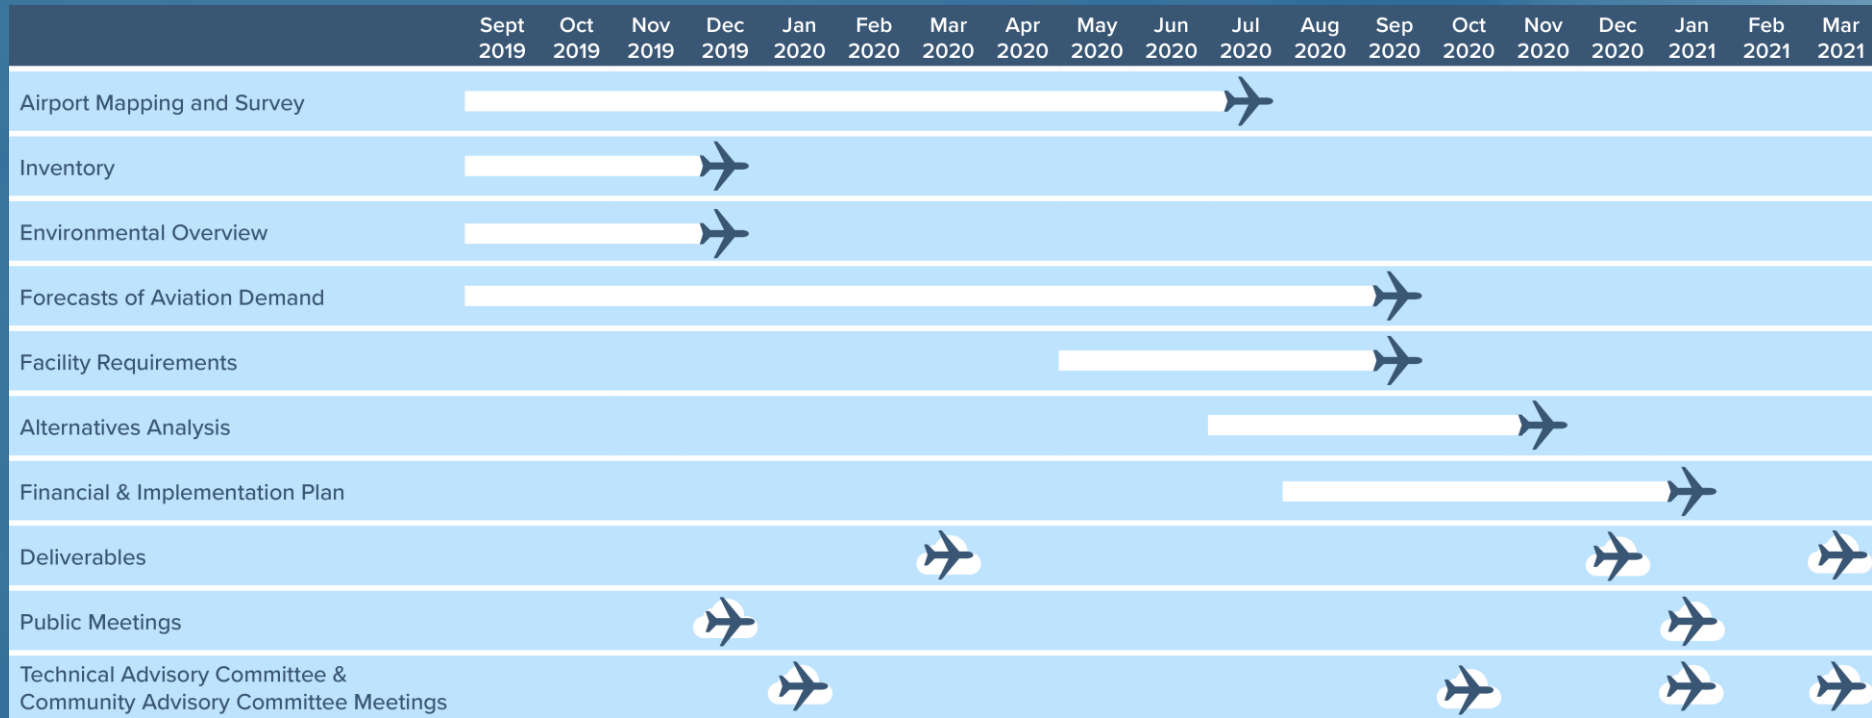 Sept Oct Nov Dec Jan Feb Mar Apr May Jun Jul Aug Sep Oct Nov Dec Jan Feb Mar
2019 2019 2019 2019 2020 2020 2020 2020 2020 2020 2020 2020 2020 2020 2020 2020 2021 2021 2021
Airport Mapping and Survey
Inventory
Environmental Overview
Forecasts of Aviation Demand
Facility Requirements
Alternatives Analysis
Financial & Implementation Plan
Deliverables
Public Meetings
Technical Advisory Committee &
Community Advisory Committee Meetings